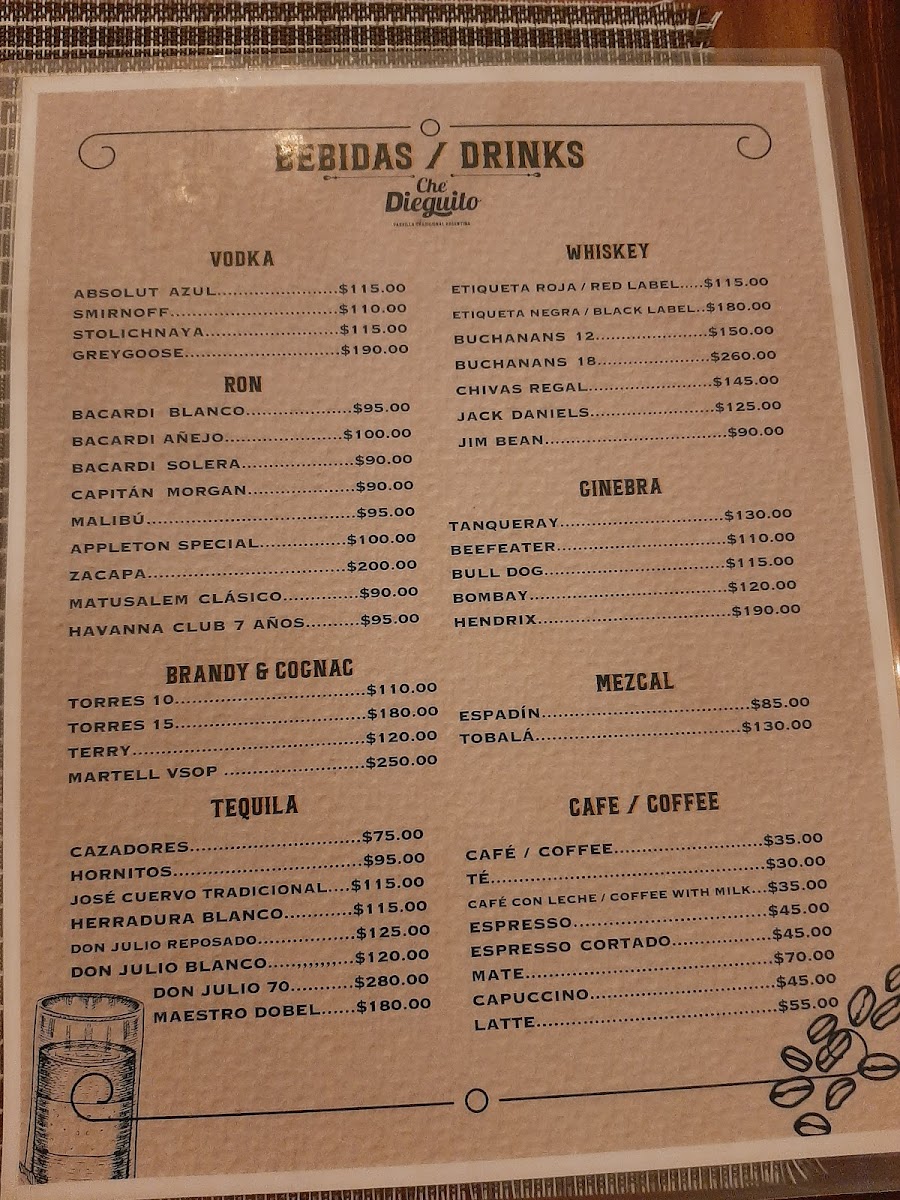 BEBIDAS / DRINKS
Che
Dieguito
PARRILLA TRADICIONAL ARGENTINA
VODKA
ABSOLUT AZUL.......................$115.00
SMIRNOFF................................$110.00
STOLICHNAYA..........................$115.00
GREYGOOSE..............................$190.00
RON
BACARDI BLANCO....................$95.00
BACARDI AÑEJO......................$100.00
BACARDI SOLERA.....................$90.00
CAPITÁN MORGAN....................$90.00
MALIBÚ.......................................$95.00
APPLETON SPECIAL................$100.00
ZACAPA.....................................$200.00
MATUSALEM CLÁSICO..............$90.00
HAVANNA CLUB 7 AÑOS..........$95.00
BRANDY & COGNAC
TORRES 10....................................$110.00
TORRES 15....................................$180.00
TERRY...........................................$120.00
MARTELL VSOP ..........................$250.00
TEQUILA
CAZADORES................................$75.00
HORNITOS...................................$95.00
JOSÉ CUERVO TRADICIONAL....$115.00
HERRADURA BLANCO.............$115.00
DON JULIO REPOSADO..................$125.00
DON JULIO BLANCO.....,,,,,,,,,..$120.00
DON JULIO 70............$280.00
MAESTRO DOBEL......$180.00
WHISKEY
ETIQUETA ROJA / RED LABEL.....$115.00
ETIQUETA NEGRA / BLACK LABEL..$180.00
BUCHANANS 12.....................$150.00
BUCHANANS 18.....................$260.00
CHIVAS REGAL.......................$145.00
JACK DANIELS.......................$125.00
JIM BEAN..................................$90.00
GINEBRA
TANQUERAY...............................$130.00
BEEFEATER................................$110.00
BULL DOG..................................$115.00
BOMBAY.....................................$120.00
HENDRIX....................................$190.00
MEZCAL
ESPADÍN.......................................$85.00
TOBALÁ.......................................$130.00
CAFE / COFFEE
CAFÉ / COFFEE...........................$35.00
TÉ...................................................$30.00
CAFÉ CON LECHE / COFFEE WITH MILK...$35.00
ESPRESSO....................................$45.00
ESPRESSO CORTADO..................$45.00
MATE..............................................$70.00
CAPUCCINO..................................$45.00
LATTE............................................$55.00